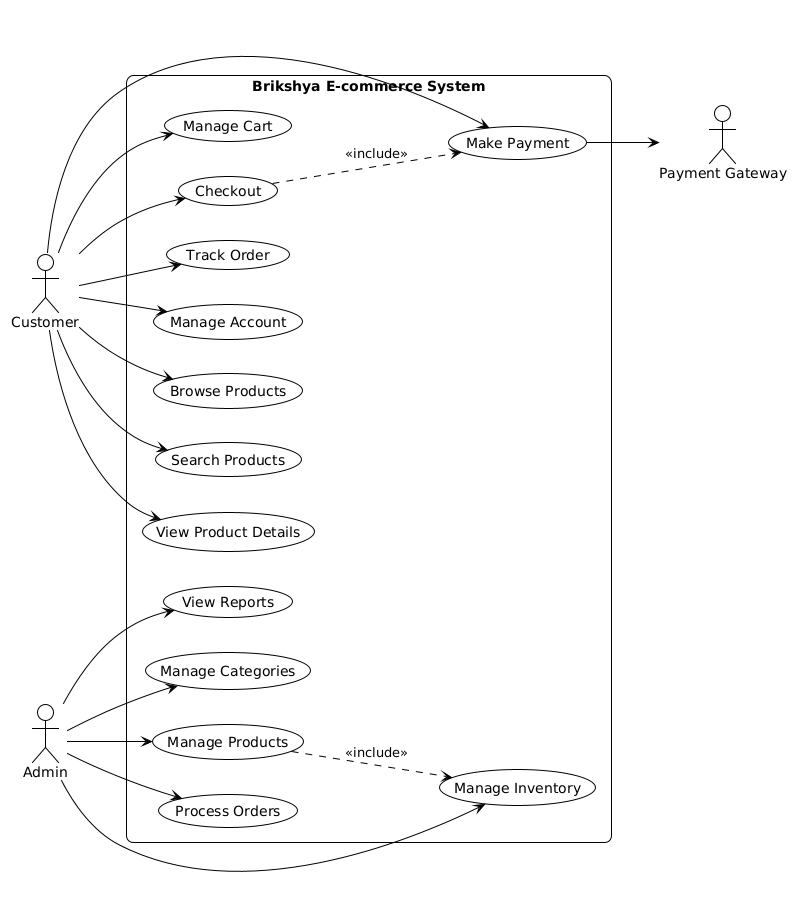 Brikshya E-commerce System
Manage Cart
Make Payment
«include»
Payment Gateway
Checkout
Track Order
Customer
Manage Account
Browse Products
Search Products
View Product Details
View Reports
Manage Categories
Manage Products
«include»
Admin
Manage Inventory
Process Orders